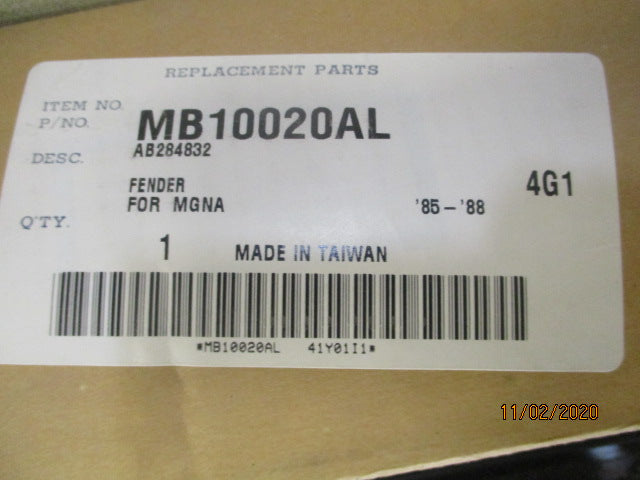 REPLACEMENT PARTS
ITEM NO.
P/NO. MB10020AL
AB284832
DESC.
FENDER 4G1
FOR MGNA '85-'88
Q'TY.
1 MADE IN TAIWAN
*MB10020AL 41Y01I1*
11/02/2020